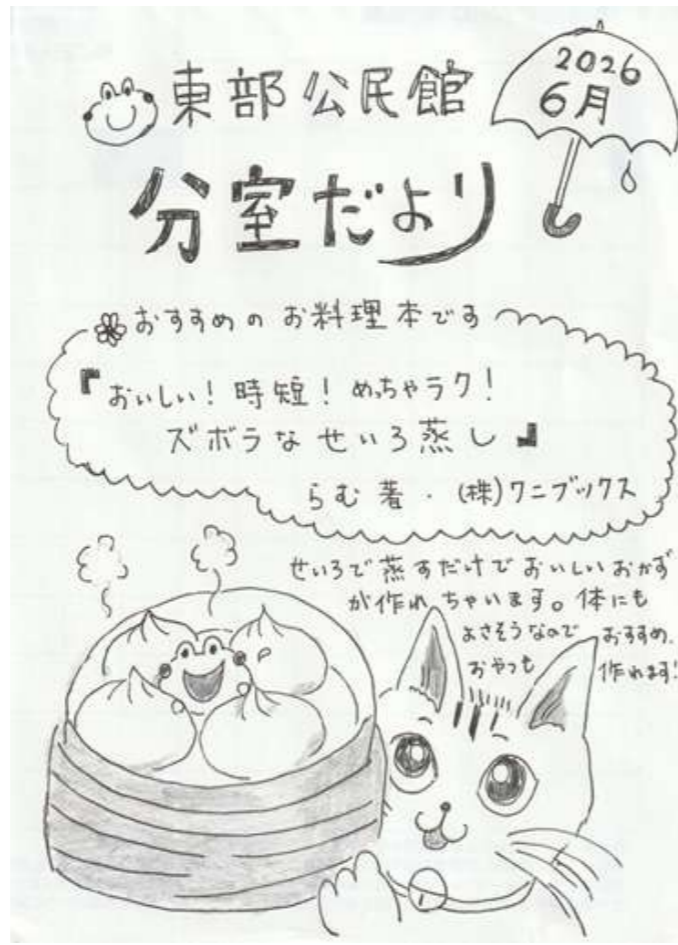 東部公民館
2026
6月
分室だより
おすすめのお料理本です
『おいしい!時短!めっちゃラク!
ズボラなせいろ蒸し』
らむ著・(株)ワニブックス
せいろで蒸すだけでおいしいおかず
が作れちゃいます。体にも
よさそうなので おすすめ.
おやつも 作れます!